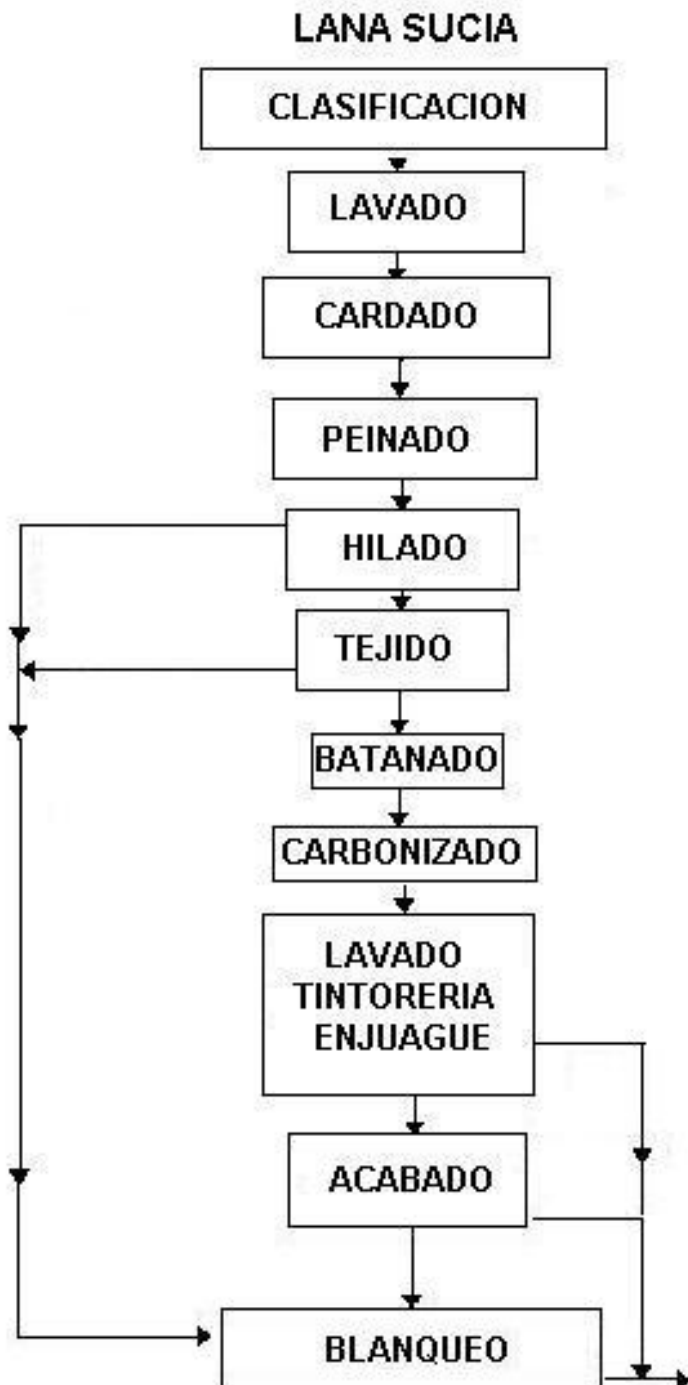 LANA SUCIA
CLASIFICACION
LAVADO
CARDADO
PEINADO
HILADO
TEJIDO
BATANADO
CARBONIZADO
LAVADO
TINTORERIA
ENJUAGUE
ACABADO
BLANQUEO